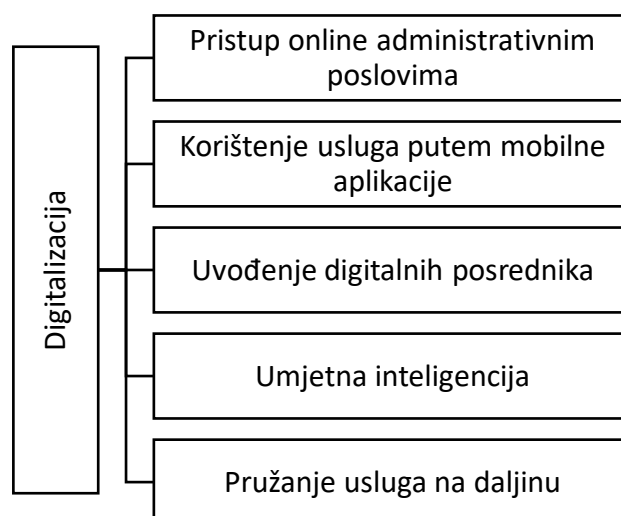 Digitalizacija
Pristup online administrativnim
poslovima
Korištenje usluga putem mobilne
aplikacije
Uvođenje digitalnih posrednika
Umjetna inteligencija
Pružanje usluga na daljinu